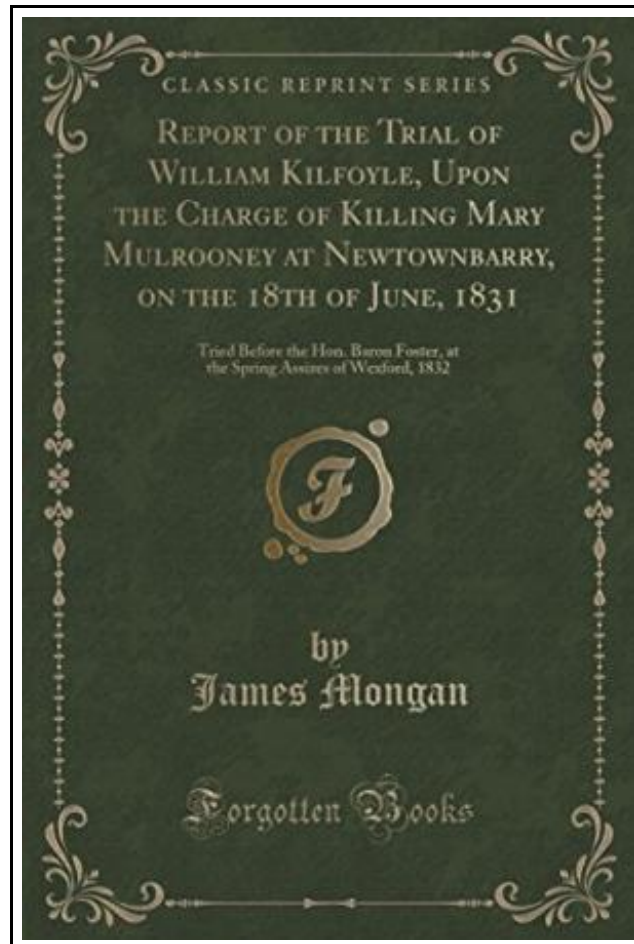 CLASSIC REPRINT SERIES
REPORT OF THE TRIAL OF
WILLIAM KILFOYLE, UPON
THE CHARGE OF KILLING MARY
MULROONEY AT NEWTOWNBARRY,
ON THE 18TH OF JUNE, 1831
Tried Before the Hon. Baron Foster, at
the Spring Assizes of Wexford, 1832
F
by
James Mongan
Forgotten Books